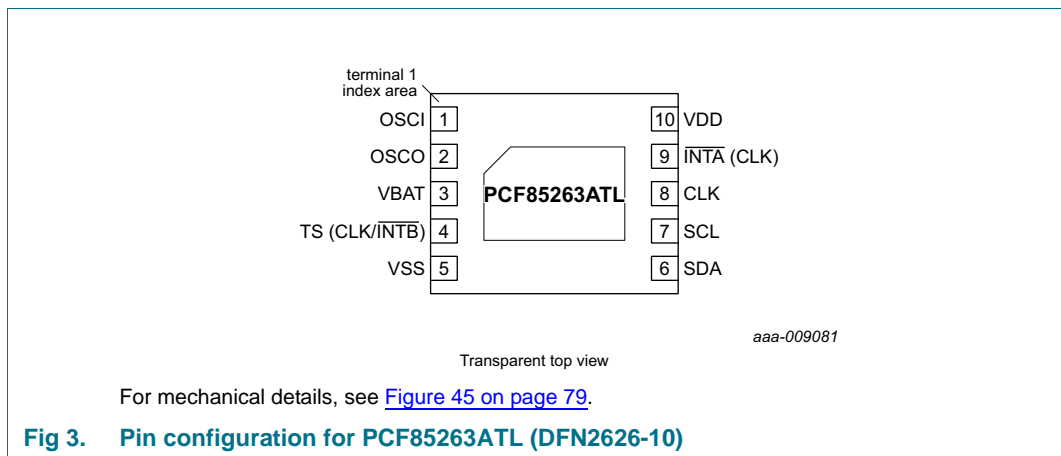 terminal 1
index area
OSCI 1
10 VDD
OSCO 2
9 INTA (CLK)
VBAT 3
PCF85263ATL
8 CLK
TS (CLK/INTB) 4
7 SCL
VSS 5
6 SDA
aaa-009081
Transparent top view
For mechanical details, see Figure 45 on page 79.
Fig 3. Pin configuration for PCF85263ATL (DFN2626-10)